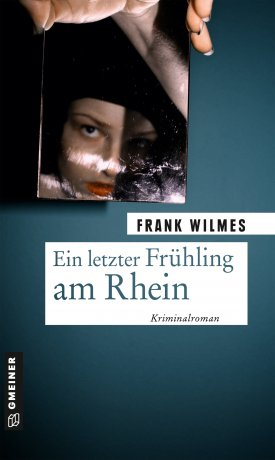 FRANK WILMES
Ein letzter Frühling
am Rhein
Kriminalroman
GMEINER